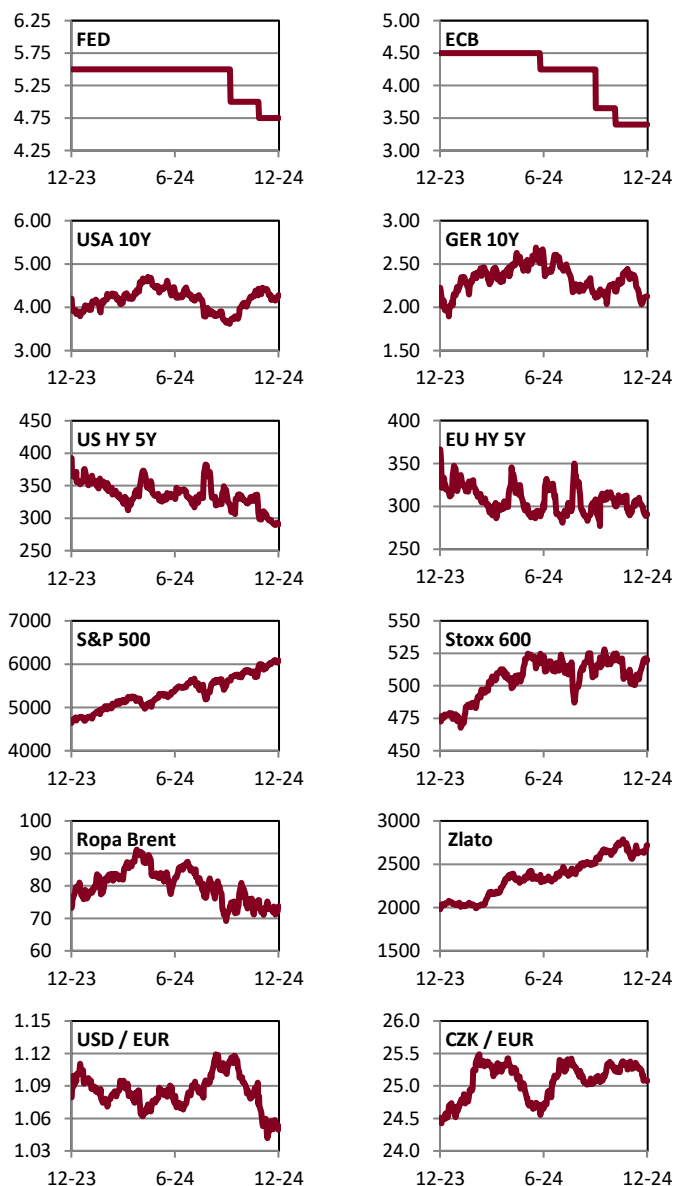 FED
6.25
5.75
5.25
4.75
4.25
12-23 6-24 12-24
ECB
5.00
4.50
4.00
3.50
3.00
12-23 6-24 12-24
USA 10Y
6.00
5.00
4.00
3.00
12-23 6-24 12-24
GER 10Y
3.00
2.50
2.00
1.50
12-23 6-24 12-24
US HY 5Y
450
400
350
300
250
12-23 6-24 12-24
EU HY 5Y
400
350
300
250
12-23 6-24 12-24
S&P 500
7000
6000
5000
4000
12-23 6-24 12-24
Stoxx 600
550
525
500
475
450
12-23 6-24 12-24
Ropa Brent
100
90
80
70
60
12-23 6-24 12-24
Zlato
3000
2500
2000
1500
12-23 6-24 12-24
USD / EUR
1.15
1.12
1.09
1.06
1.03
12-23 6-24 12-24
CZK / EUR
26.0
25.5
25.0
24.5
24.0
12-23 6-24 12-24